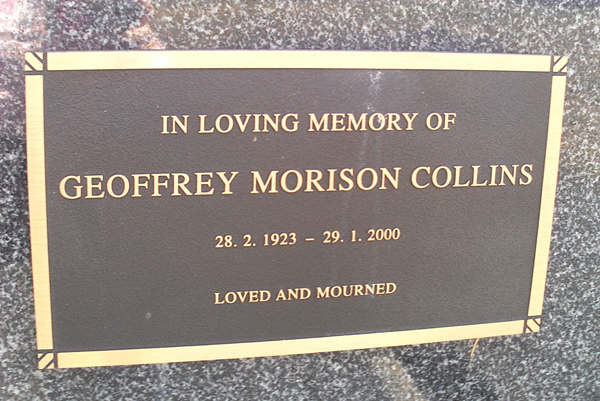 IN LOVING MEMORY OF
GEOFFREY MORISON COLLINS
28. 2. 1923 – 29. 1. 2000
LOVED AND MOURNED